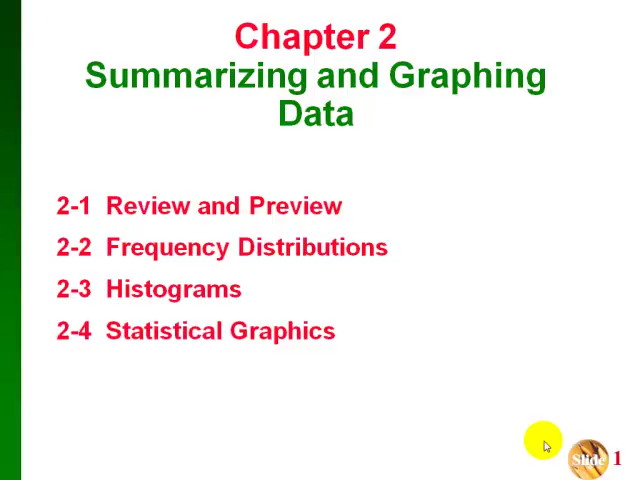 Chapter 2
Summarizing and Graphing
Data
2-1 Review and Preview
2-2 Frequency Distributions
2-3 Histograms
2-4 Statistical Graphics
Slide 1